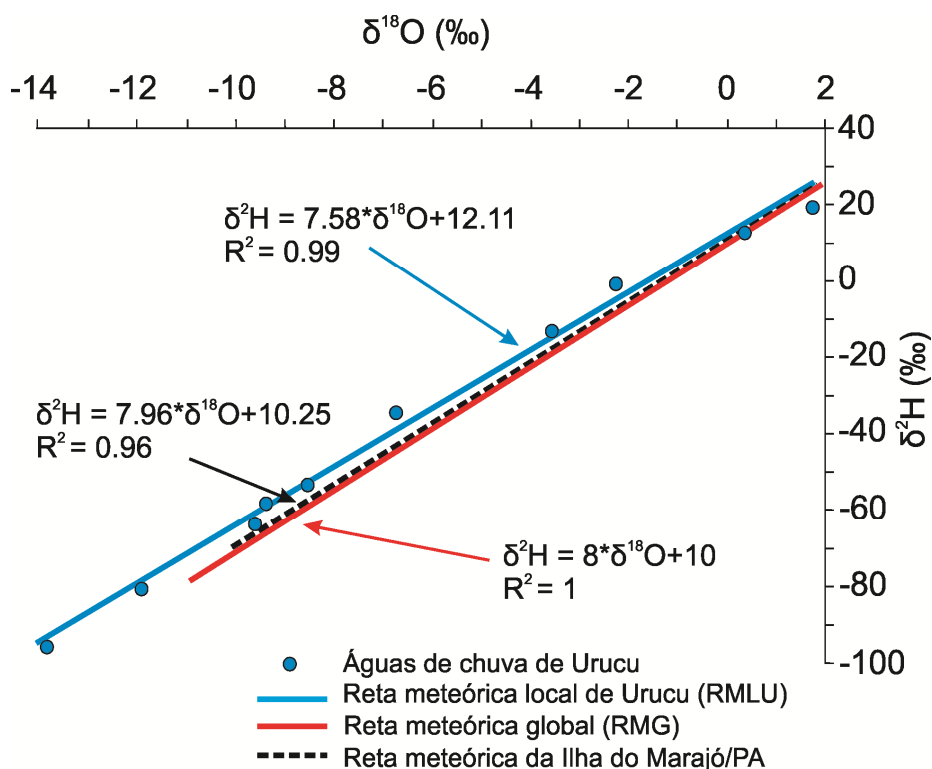 δ¹⁸O (‰)
-14 -12 -10 -8 -6 -4 -2 0 2
40
20
0
-20
-40
-60
-80
-100
δ²H (‰)
δ²H = 7.58*δ¹⁸O+12.11
R² = 0.99
δ²H = 7.96*δ¹⁸O+10.25
R² = 0.96
δ²H = 8*δ¹⁸O+10
R² = 1
Águas de chuva de Urucu
Reta meteórica local de Urucu (RMLU)
Reta meteórica global (RMG)
Reta meteórica da Ilha do Marajó/PA